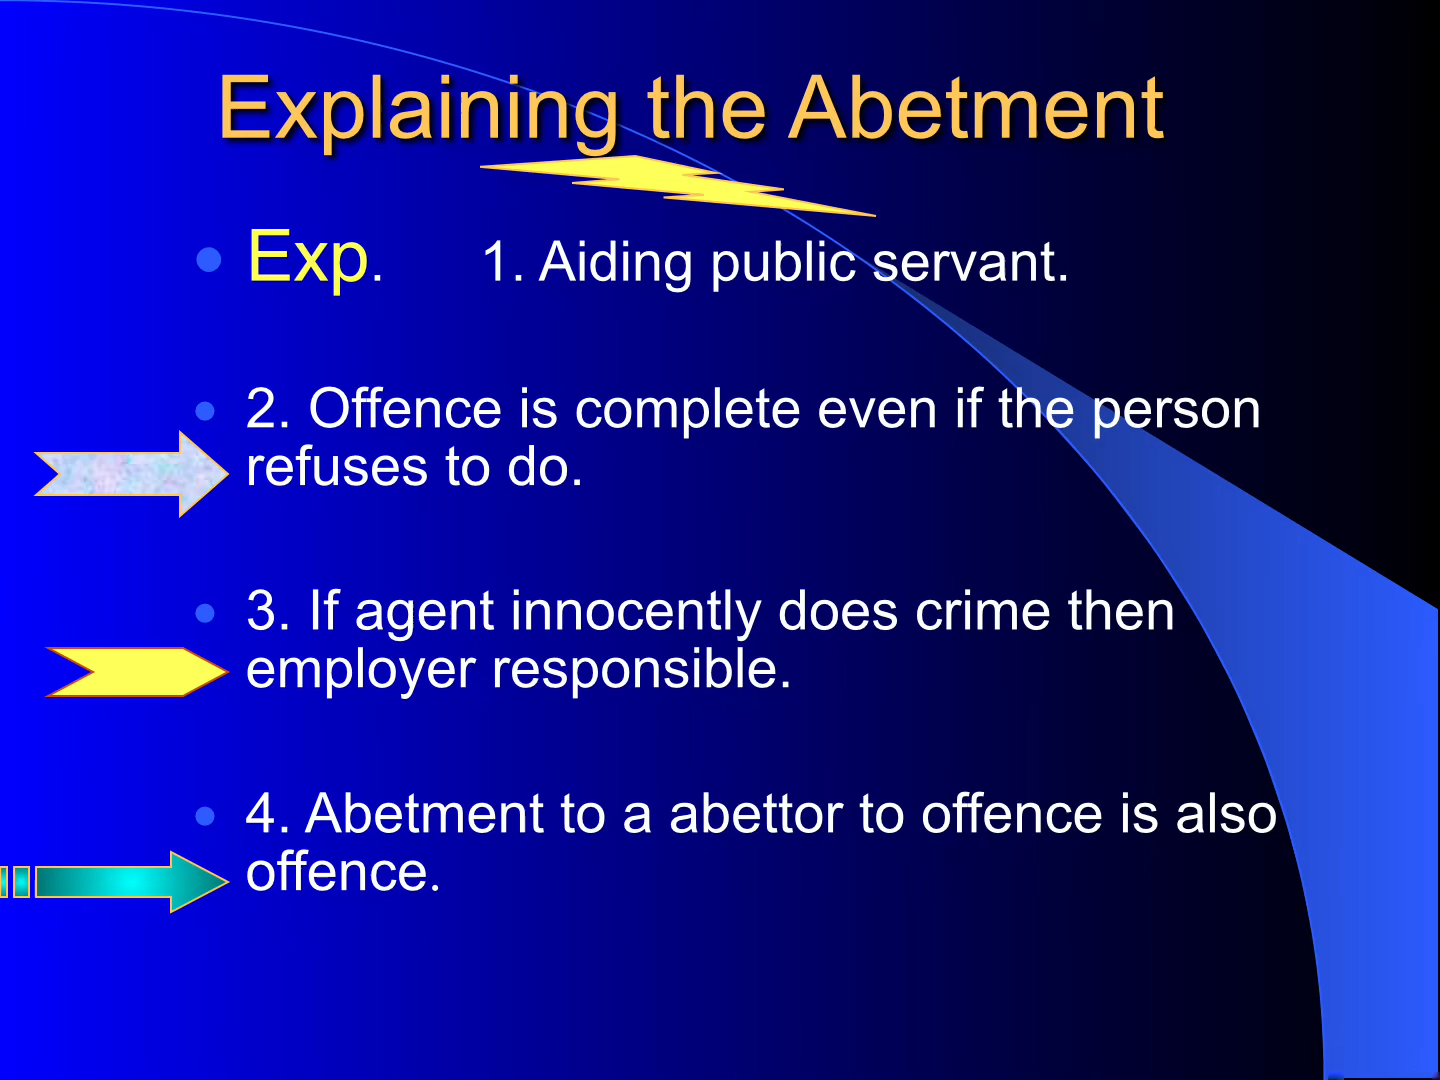 Explaining the Abetment
Exp. 1. Aiding public servant.
2. Offence is complete even if the person
refuses to do.
3. If agent innocently does crime then
employer responsible.
4. Abetment to a abettor to offence is also
offence.